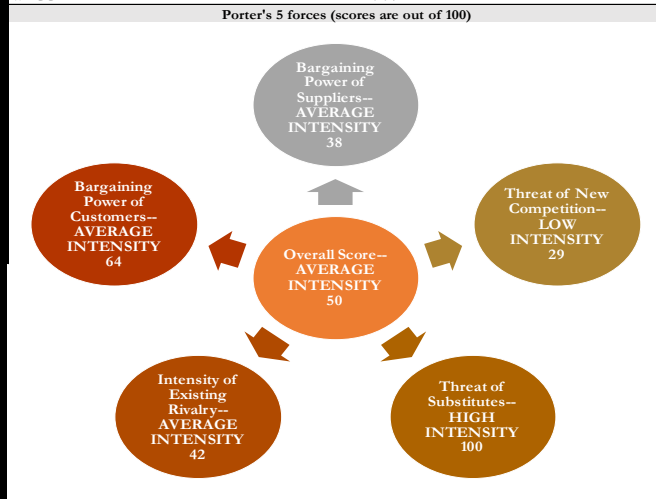 Porter's 5 forces (scores are out of 100)
Bargaining
Power of
Suppliers--
AVERAGE
INTENSITY
38
Bargaining
Power of
Customers--
AVERAGE
INTENSITY
64
Threat of New
Competition--
LOW
INTENSITY
29
Overall Score--
AVERAGE
INTENSITY
50
Intensity of
Existing
Rivalry--
AVERAGE
INTENSITY
42
Threat of
Substitutes--
HIGH
INTENSITY
100